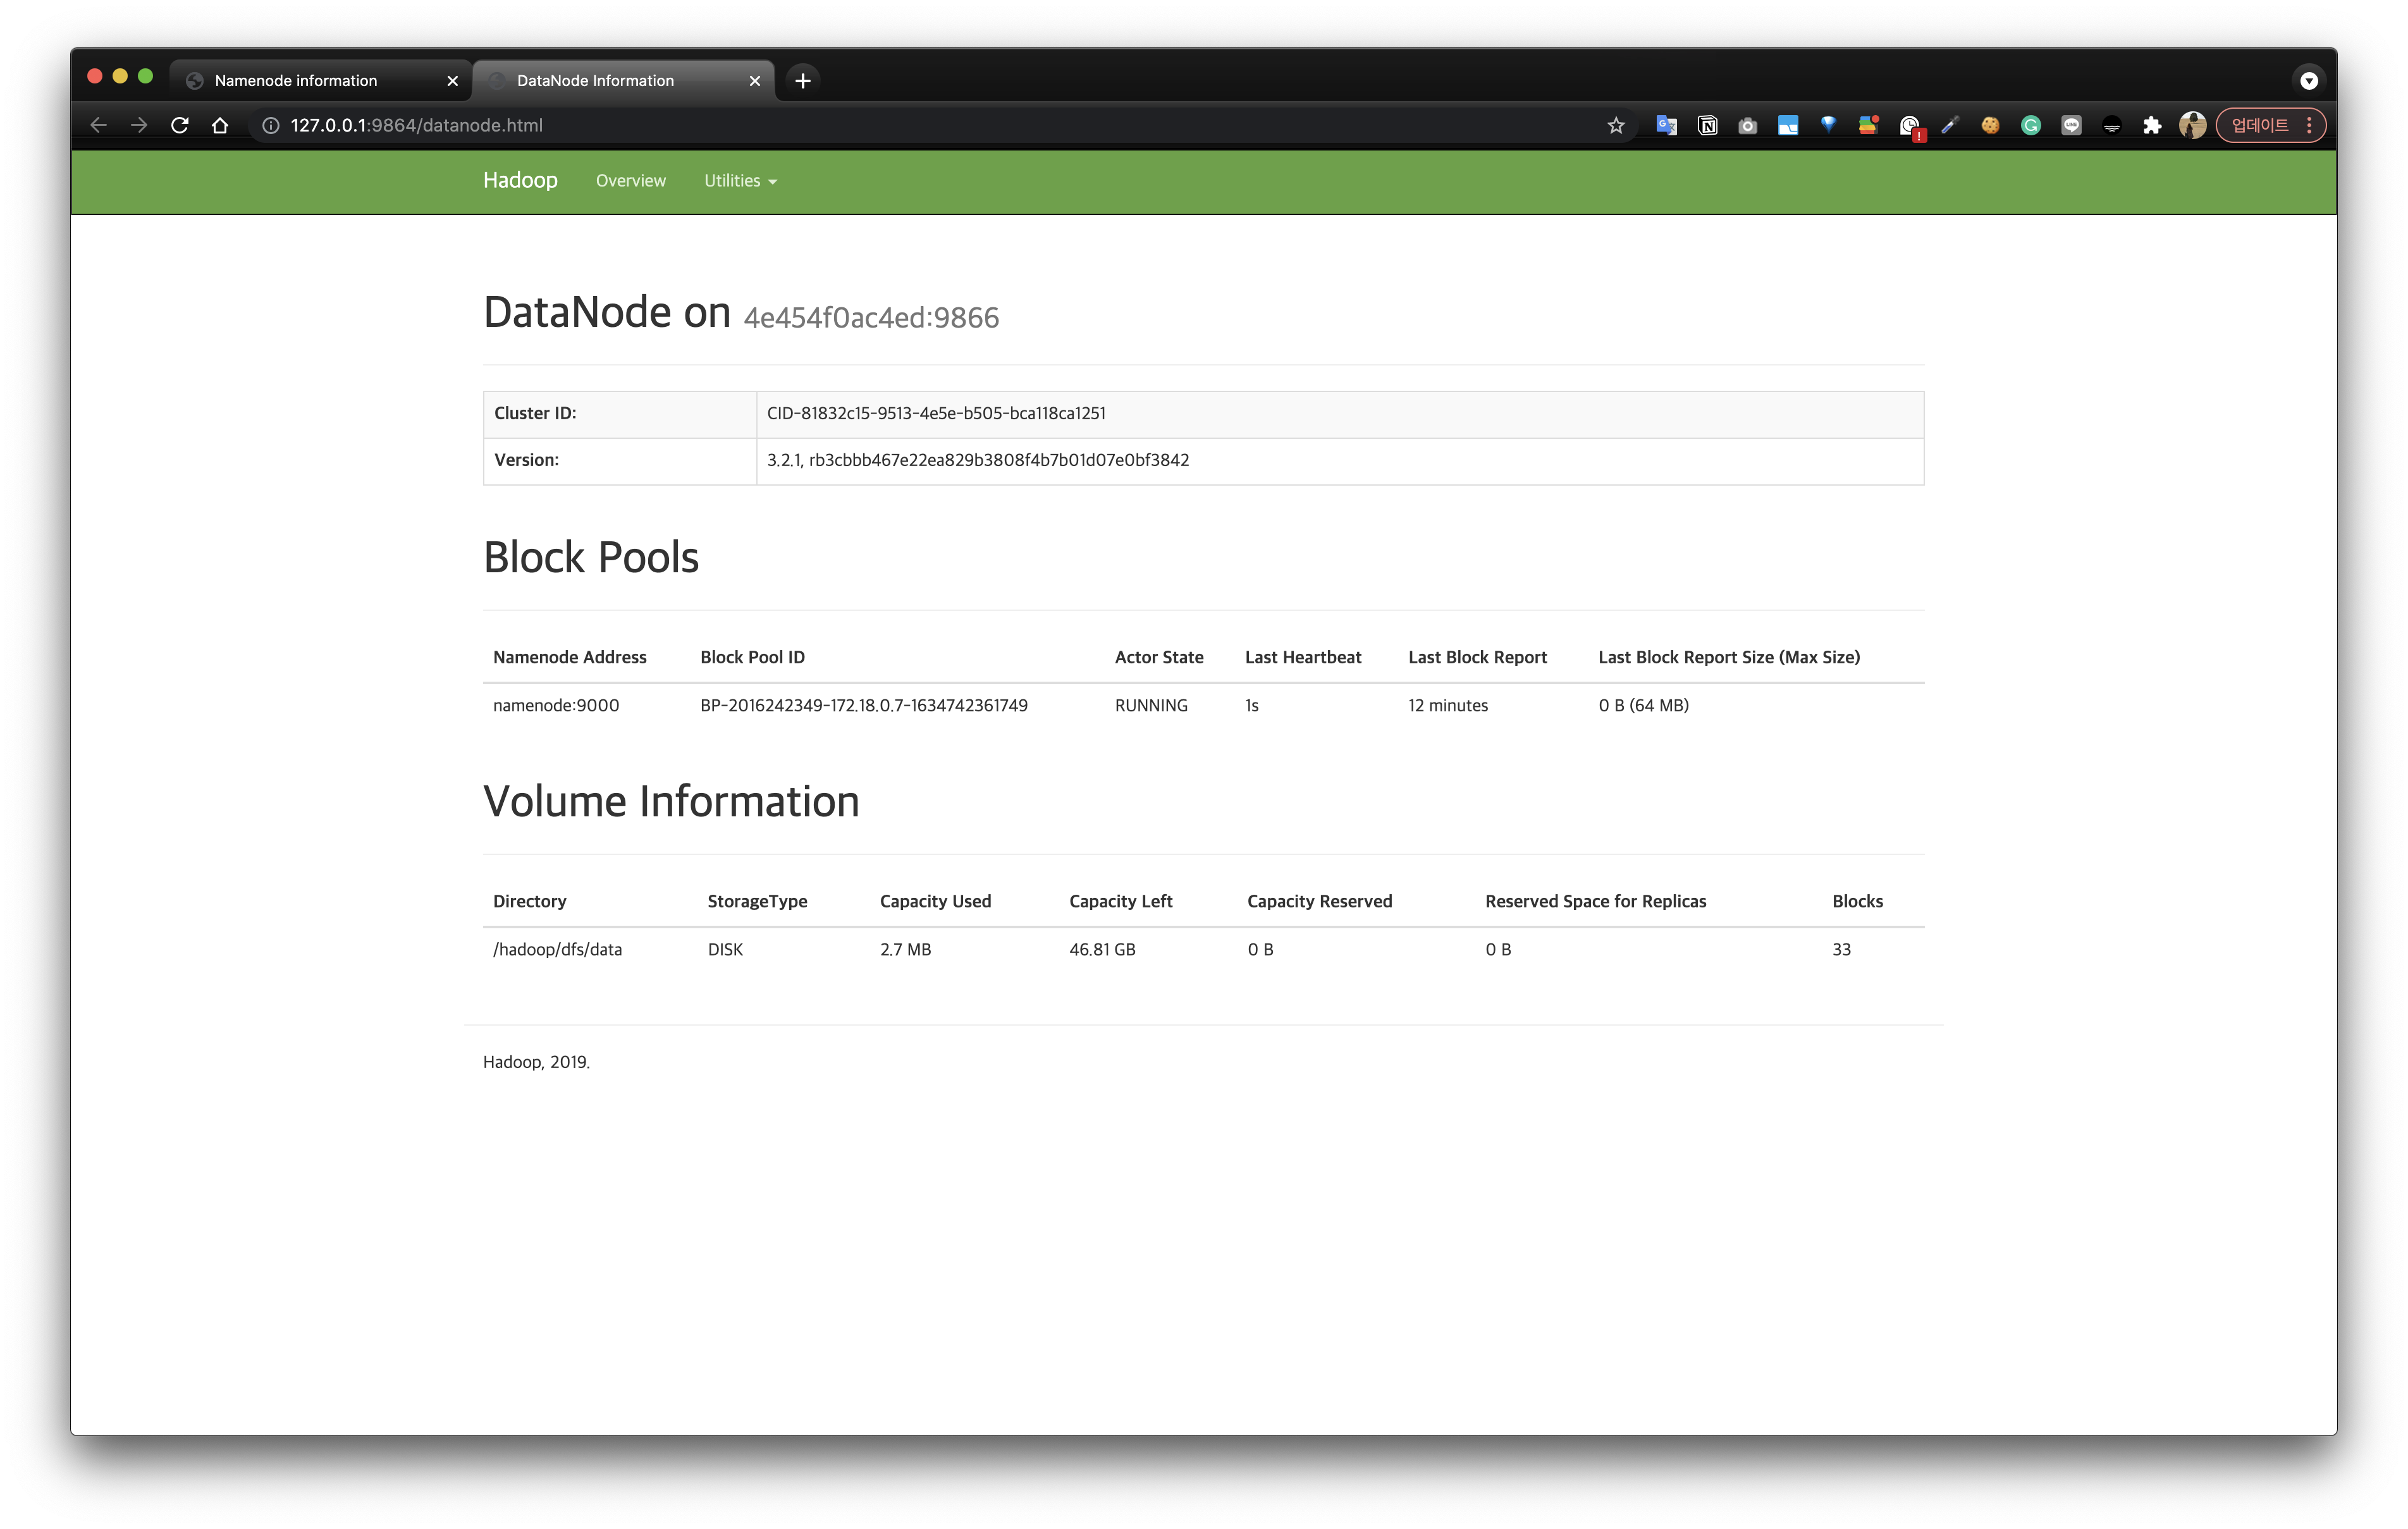 Namenode information
DataNode Information
127.0.0.1:9864/datanode.html
업데이트
Hadoop Overview Utilities
DataNode on 4e454f0ac4ed:9866
Cluster ID: CID-81832c15-9513-4e5e-b505-bca118ca1251
Version: 3.2.1, rb3cbbb467e22ea829b3808f4b7b01d07e0bf3842
Block Pools
Namenode Address Block Pool ID Actor State Last Heartbeat Last Block Report Last Block Report Size (Max Size)
namenode:9000 BP-2016242349-172.18.0.7-1634742361749 RUNNING 1s 12 minutes 0 B (64 MB)
Volume Information
Directory StorageType Capacity Used Capacity Left Capacity Reserved Reserved Space for Replicas Blocks
/hadoop/dfs/data DISK 2.7 MB 46.81 GB 0 B 0 B 33
Hadoop, 2019.